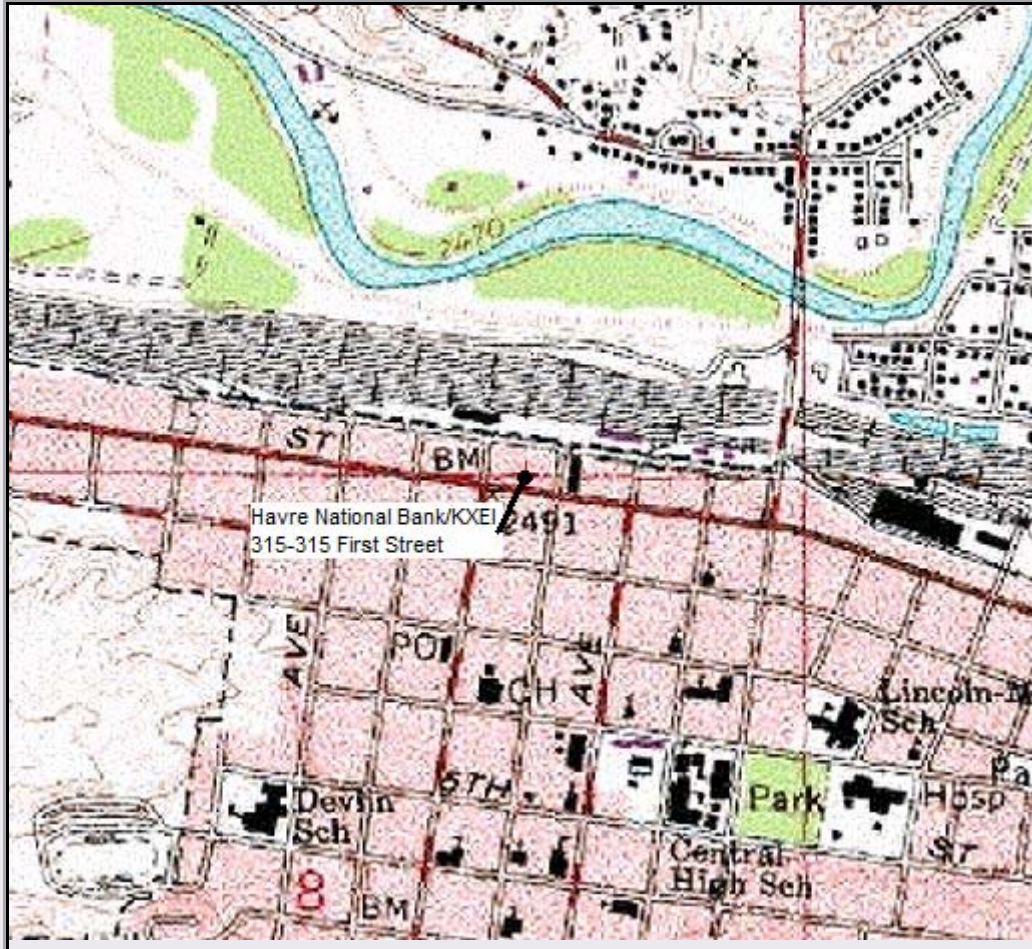 2470
ST
BM
Havre National Bank/KXEI
315-315 First Street
2491
AVE
PO
CH
AVE
Lincoln-M
Sch
5TH
Devlin
Sch
Park
Hosp
Pa
ST
Central
High Sch
8
BM